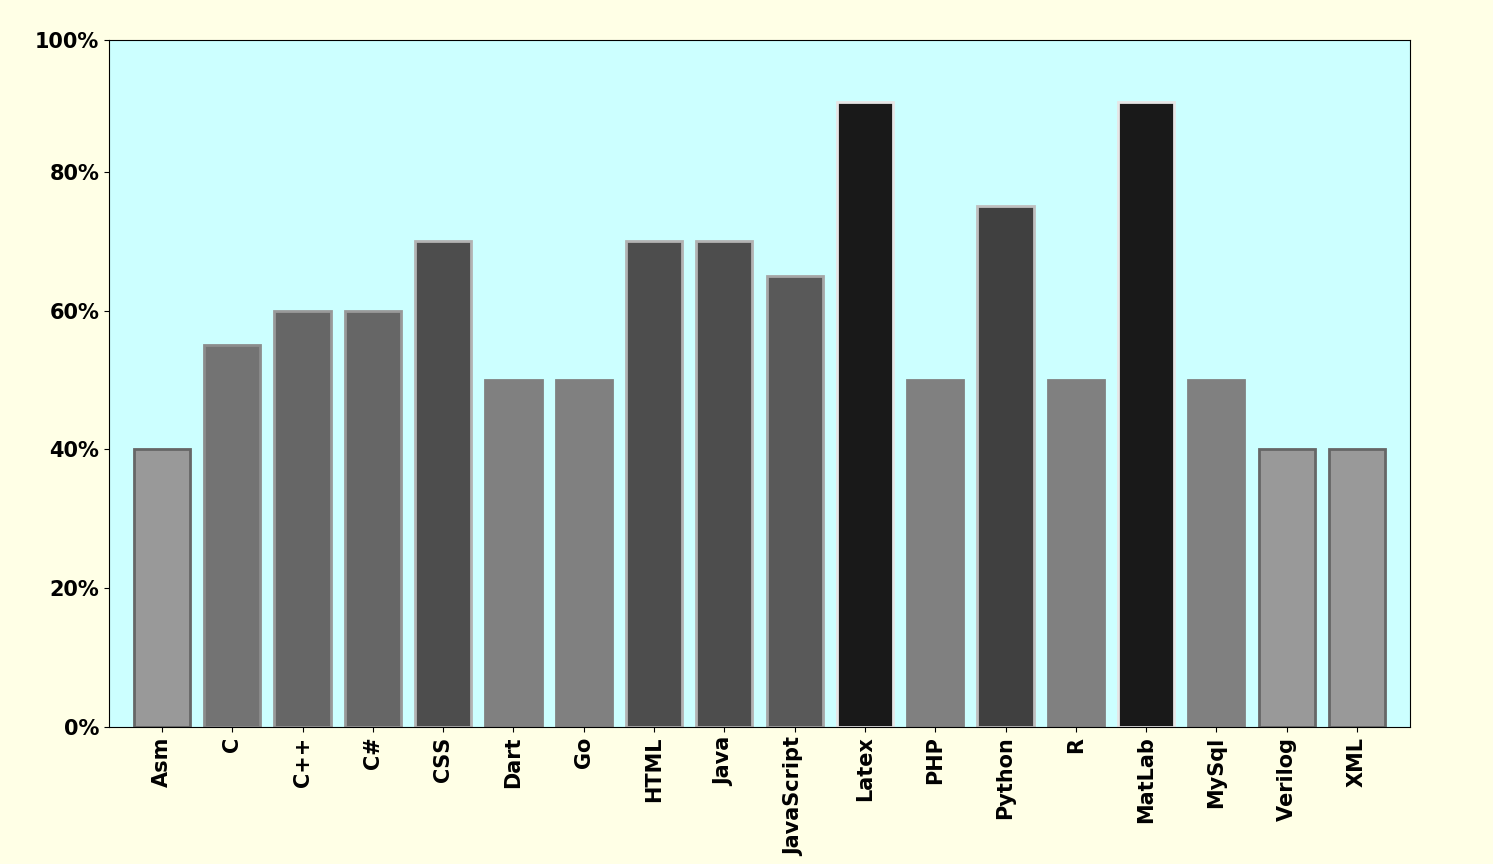 100%
80%
60%
40%
20%
0%
Asm
C
C++
C#
CSS
Dart
Go
HTML
Java
JavaScript
Latex
PHP
Python
R
MatLab
MySql
Verilog
XML